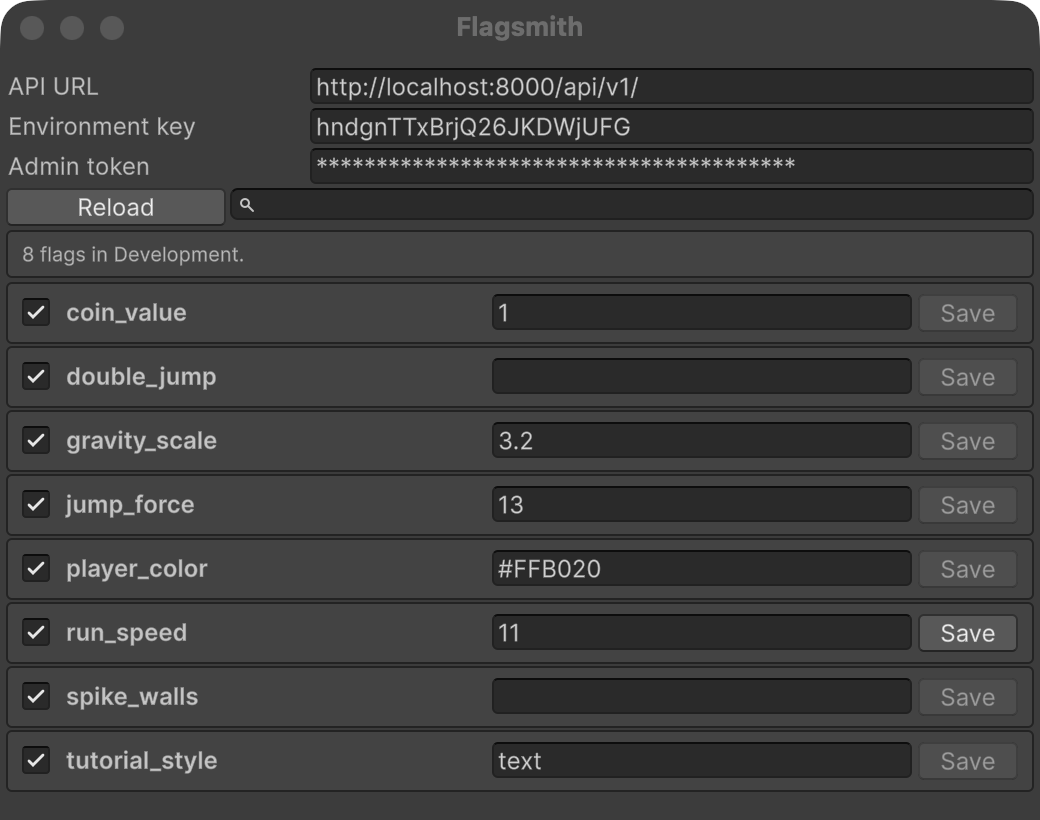 Flagsmith
API URL http://localhost:8000/api/v1/
Environment key hndgnTTxBrjQ26JKDWjUFG
Admin token ****************************************
Reload
8 flags in Development.
coin_value 1 Save
double_jump Save
gravity_scale 3.2 Save
jump_force 13 Save
player_color #FFB020 Save
run_speed 11 Save
spike_walls Save
tutorial_style text Save